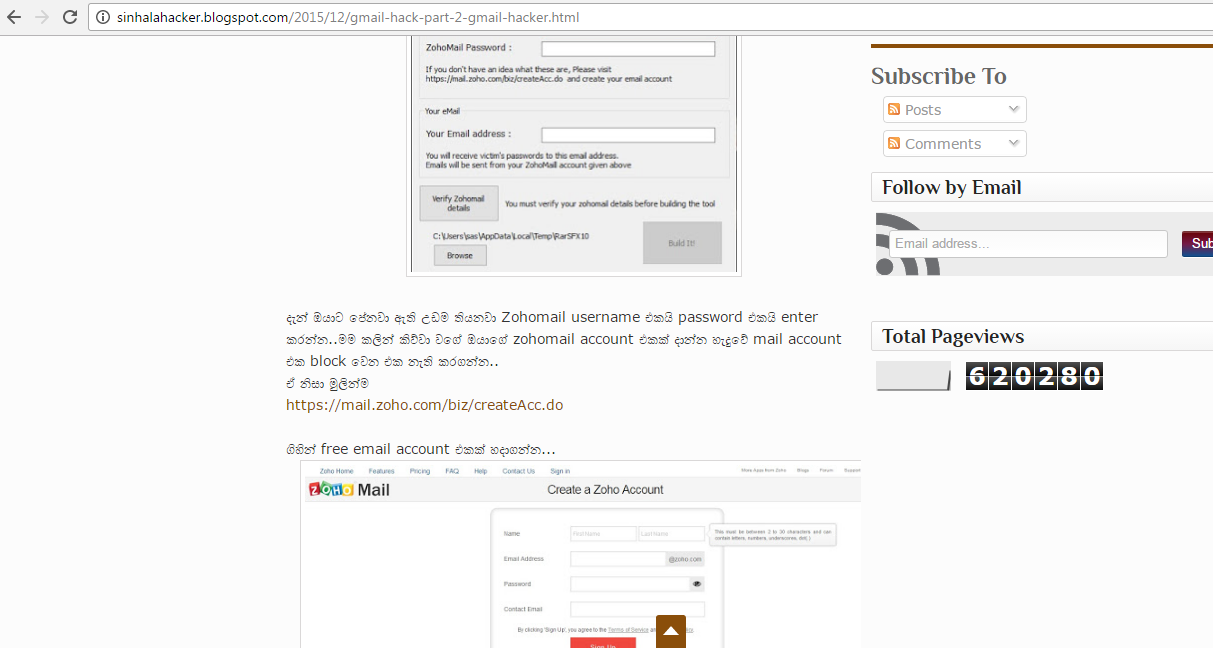 sinhalahacker.blogspot.com/2015/12/gmail-hack-part-2-gmail-hacker.html
ZohoMail Password :
If you don't have an idea what these are, Please visit
https://mail.zoho.com/biz/createAcc.do and create your email account
Your eMail
Your Email address :
You will receive victim's passwords to this email address.
Emails will be sent from your ZohoMail account given above
Verify Zohomail
details
You must verify your zohomail details before building the tool
C:\Users\sas\AppData\Local\Temp\RarSFX10
Browse
Buld It!
දැන් ඔයාට පේනවා ඇති උඩම තියනවා Zohomail username එකයි password එකයි enter
කරන්න..මම කලින් කිව්වා වගේ ඔයාගේ zohomail account එකක් දාන්න හැදුවේ mail account
එක block වෙන එක නැති කරගන්න..
ඒ නිසා මුලින්ම
https://mail.zoho.com/biz/createAcc.do
ගිහින් free email account එකක් හදාගන්න...
Zoho Home Features Pricing FAQ Help Contact Us Sign in
More Apps from Zoho Blogs Forum Support
ZOHO Mail
Create a Zoho Account
Name
First Name
Last Name
This must be between 2 to 30 characters and can
contain letters, numbers, underscores, dot(.)
Email Address
@zoho.com
Password
Contact Email
By clicking 'Sign Up', you agree to the Terms of Service
Sign Up
Subscribe To
Posts
Comments
Follow by Email
Email address...
Sub
Total Pageviews
620280